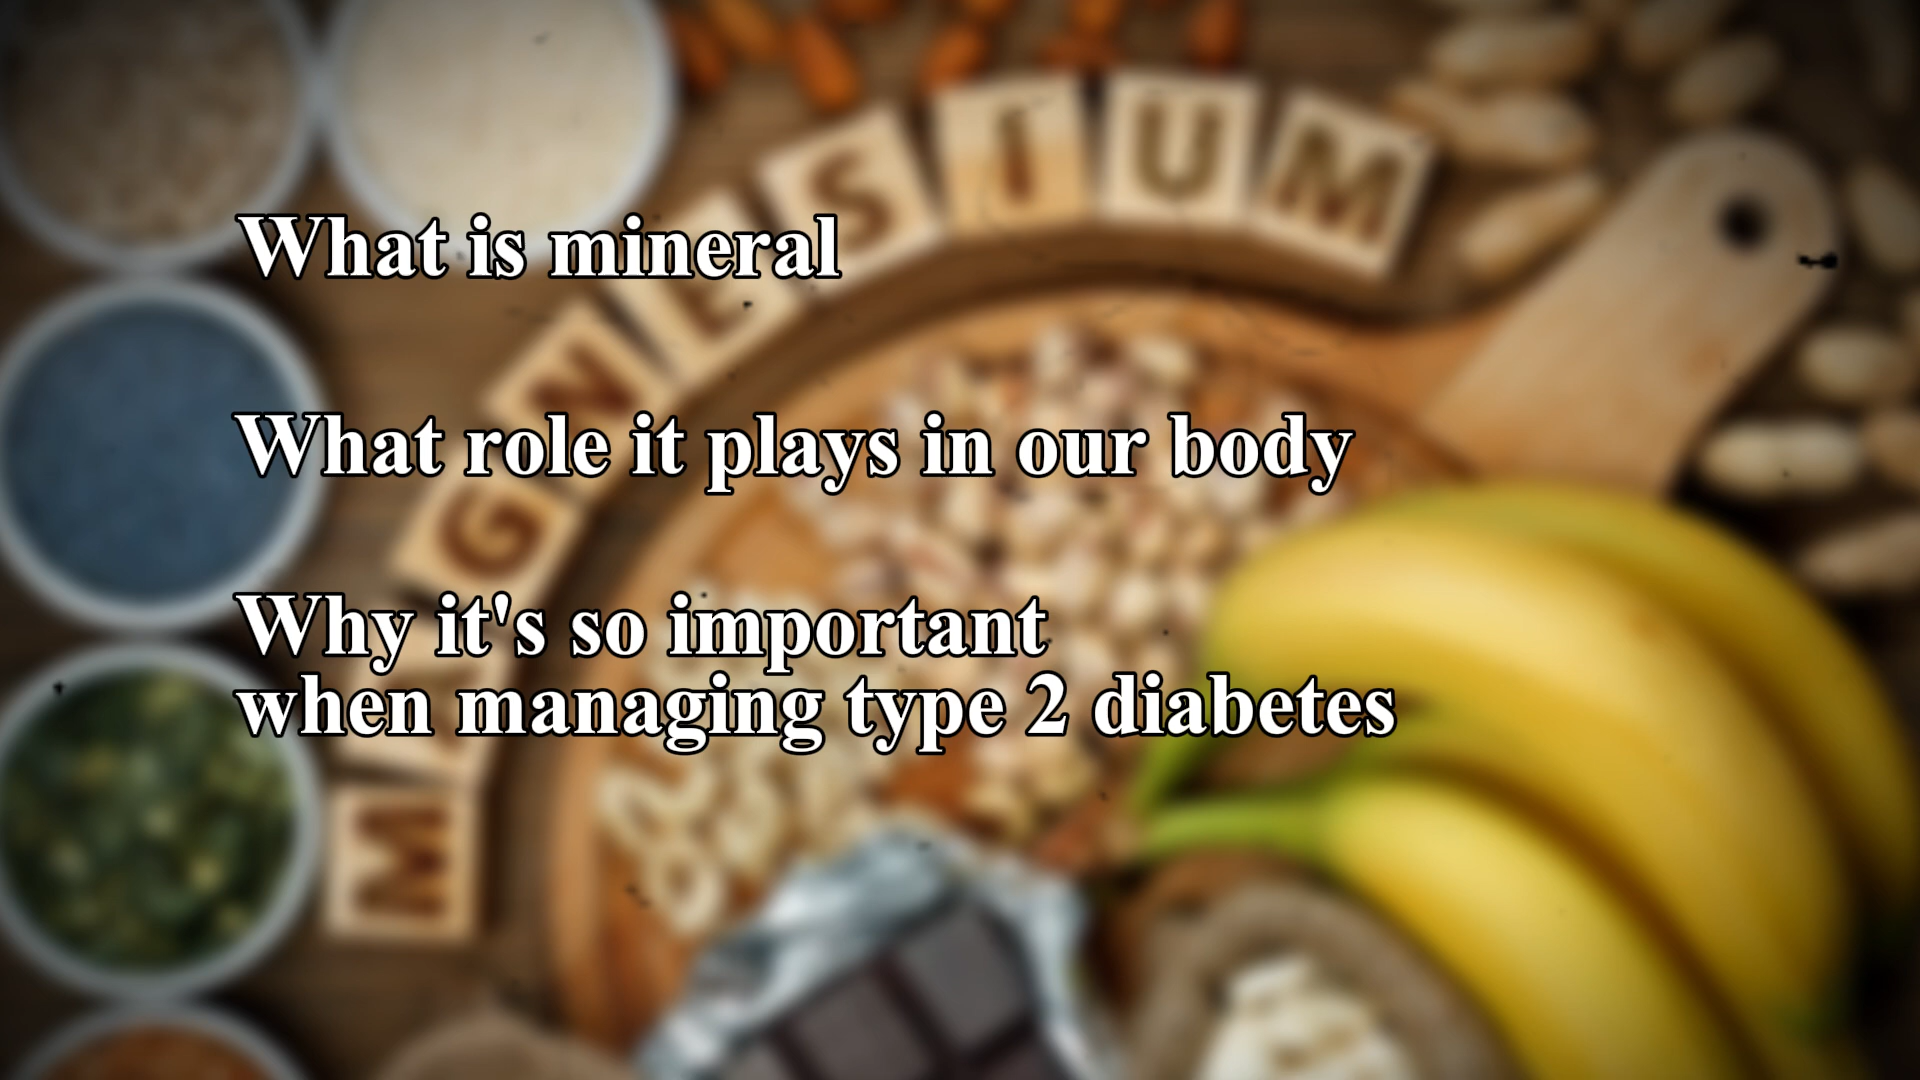 What is mineral
What role it plays in our body
Why it's so important
when managing type 2 diabetes
MAGNESIUM